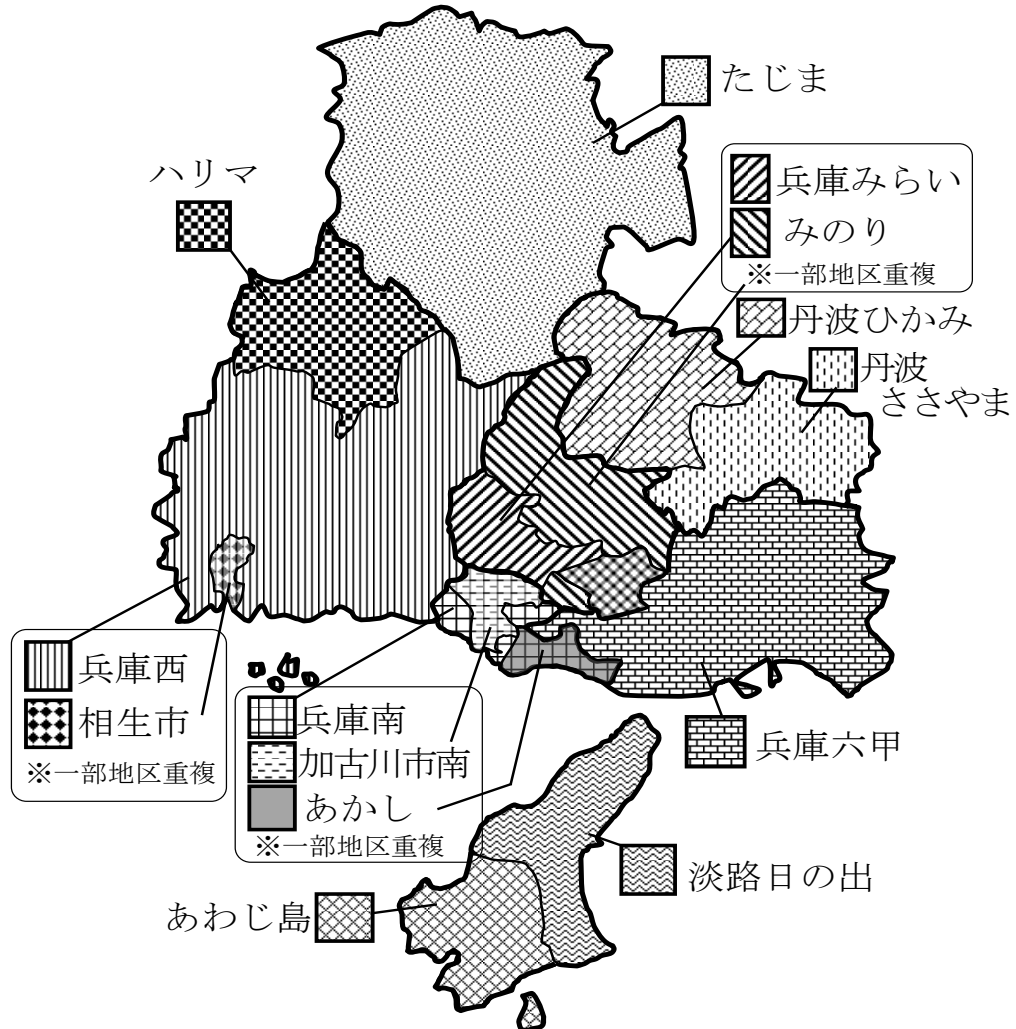 たじま
ハリマ
兵庫みらい
みのり
※一部地区重複
丹波ひかみ
丹波
ささやま
兵庫西
相生市
※一部地区重複
兵庫南
加古川市南
あかし
※一部地区重複
兵庫六甲
淡路日の出
あわじ島